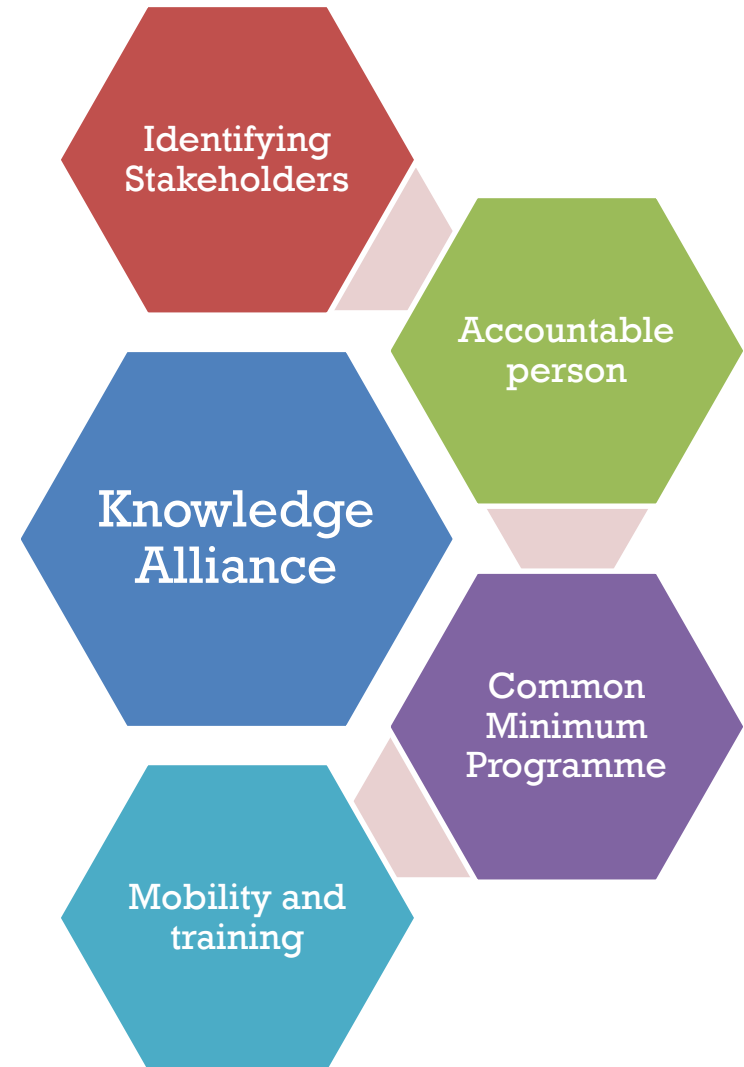 Identifying
Stakeholders
Accountable
person
Knowledge
Alliance
Common
Minimum
Programme
Mobility and
training